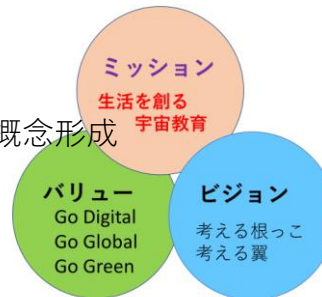 ミッション
生活を創る
宇宙教育
概念形成
バリュー
Go Digital
Go Global
Go Green
ビジョン
考える根っこ
考える翼